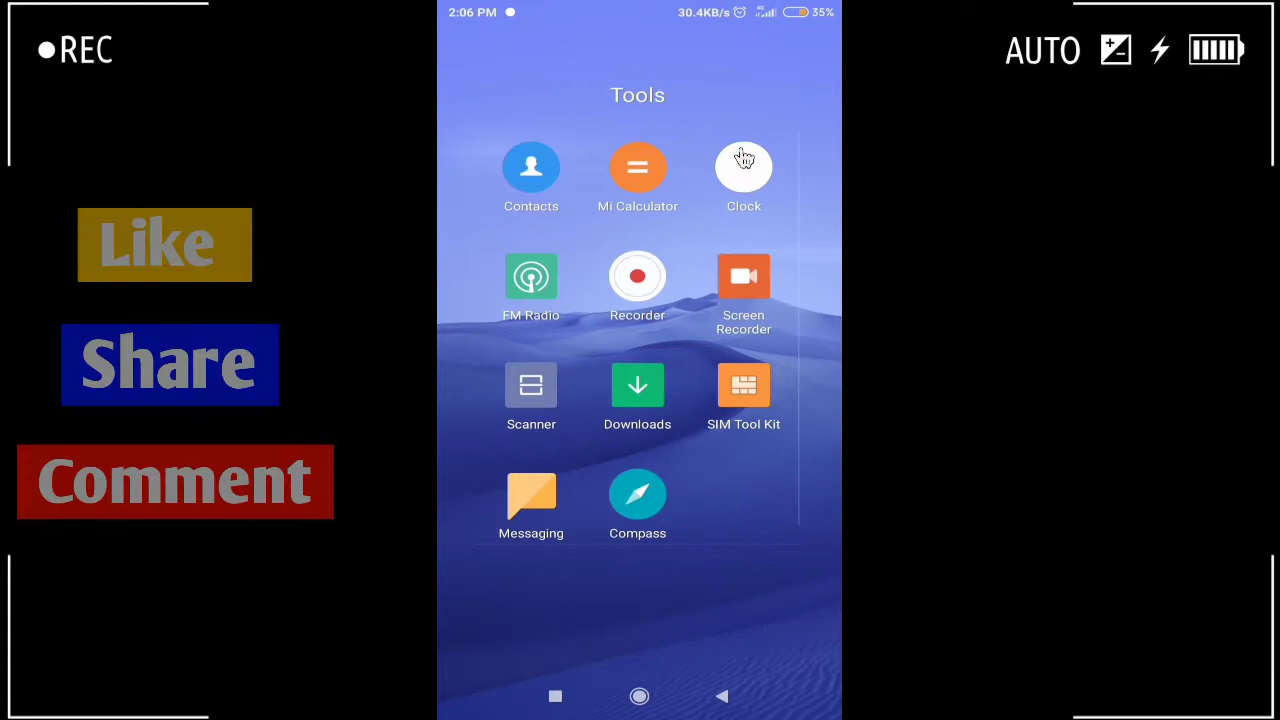 REC
AUTO
2:06 PM
30.4KB/s 4G 35%
Tools
Contacts
Mi Calculator
Clock
FM Radio
Recorder
Screen
Recorder
Scanner
Downloads
SIM Tool Kit
Messaging
Compass
Like
Share
Comment